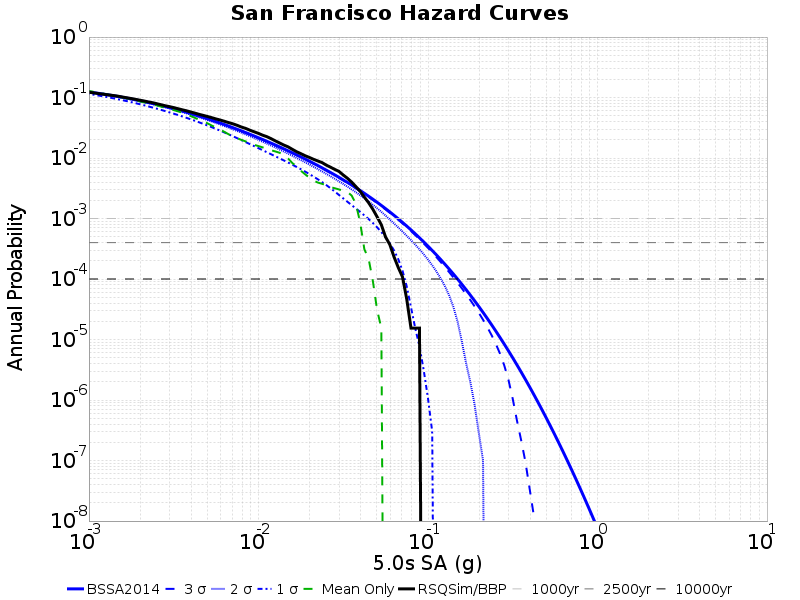 San Francisco Hazard Curves
10^0
10^-1
10^-2
10^-3
10^-4
10^-5
10^-6
10^-7
10^-8
Annual Probability
10^-3 10^-2 10^-1 10^0 10^1
5.0s SA (g)
BSSA2014 3 σ 2 σ 1 σ Mean Only RSQSim/BBP 1000yr 2500yr 10000yr